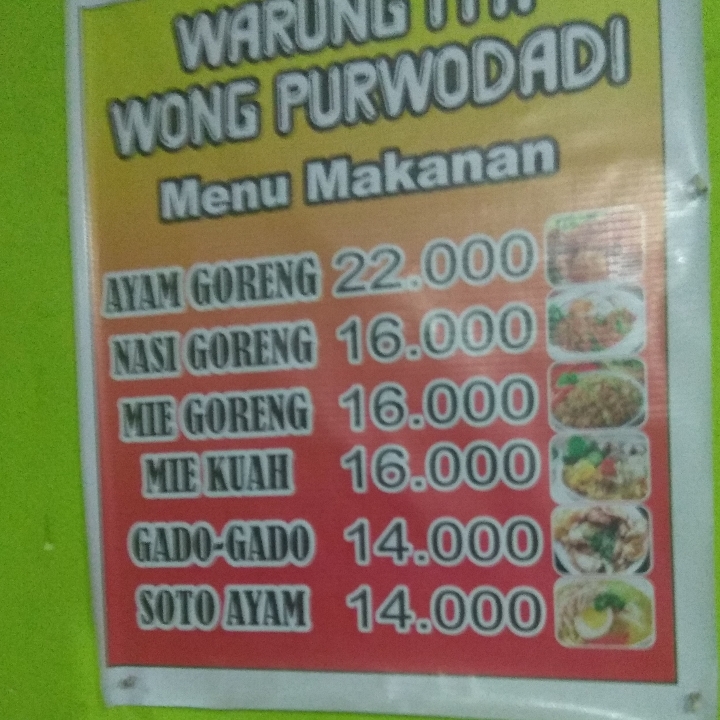 WARUNG
WONG PURWODADI
Menu Makanan
AYAM GORENG 22.000
NASI GORENG 16.000
MIE GORENG 16.000
MIE KUAH 16.000
GADO-GADO 14.000
SOTO AYAM 14.000